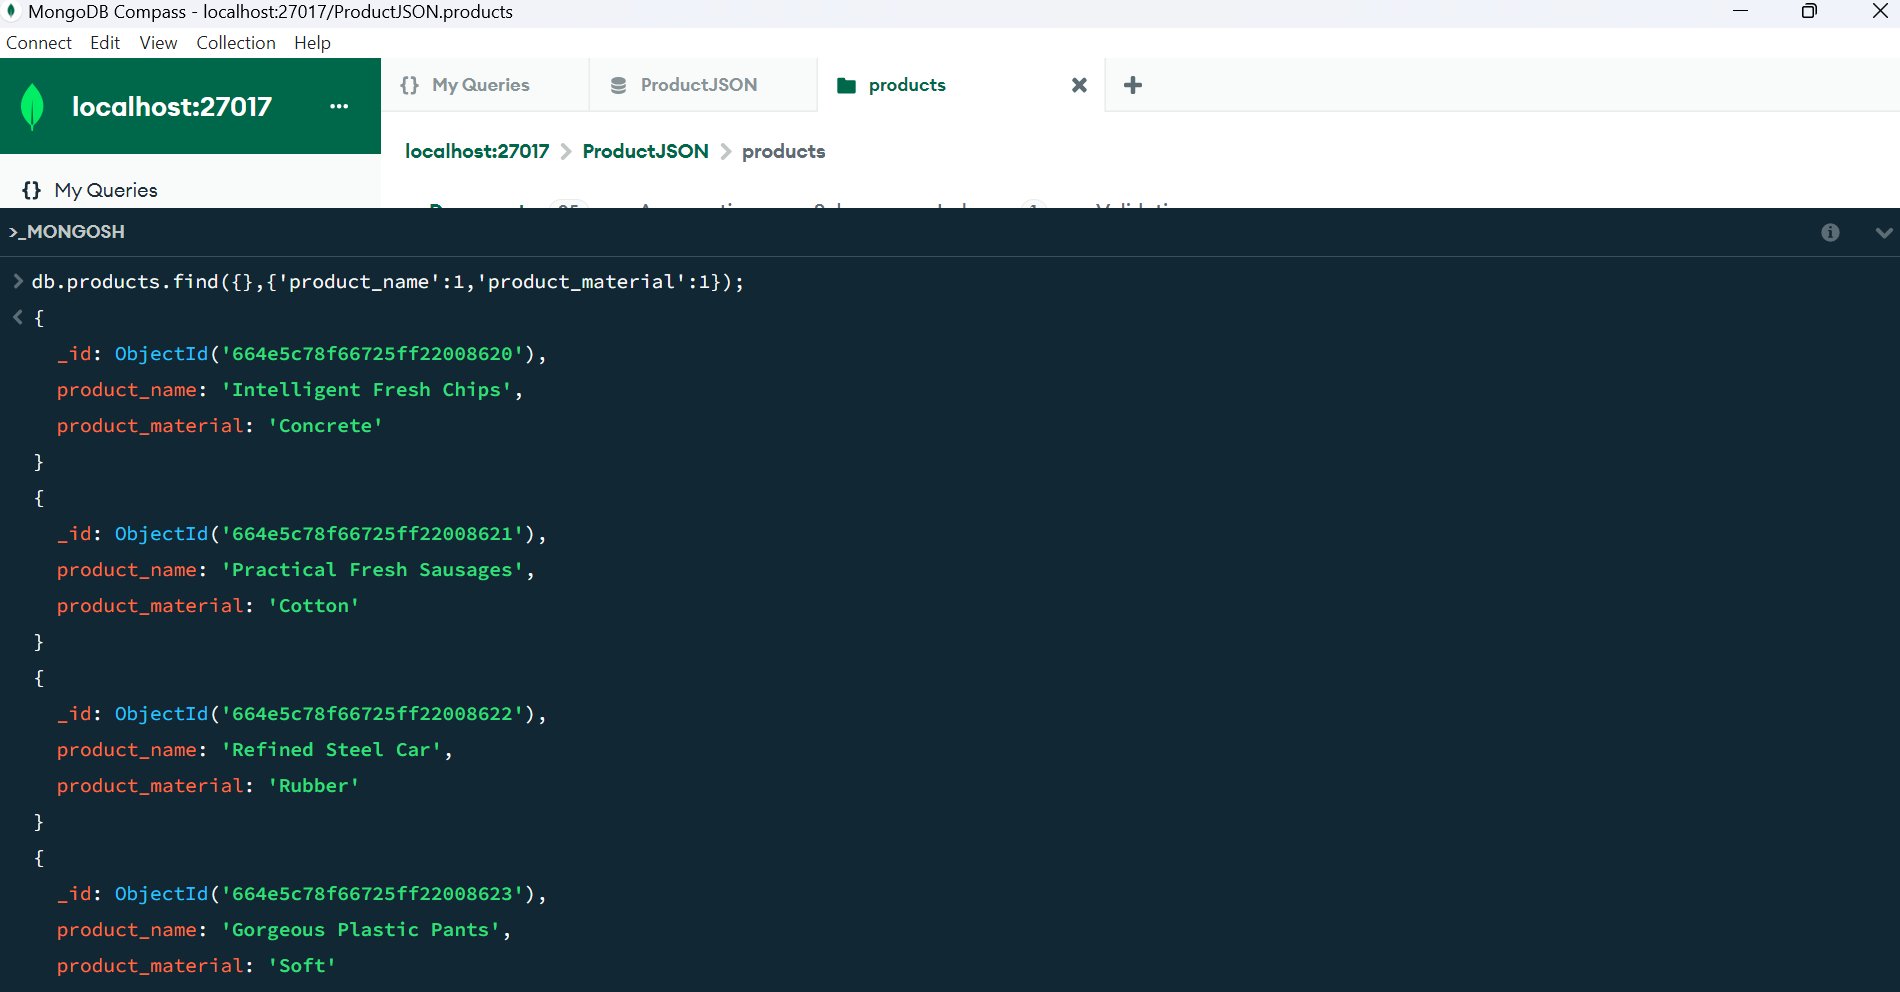 MongoDB Compass - localhost:27017/ProductJSON.products
Connect Edit View Collection Help
localhost:27017 ...
{} My Queries
ProductJSON
products
localhost:27017 > ProductJSON > products
{} My Queries
>_MONGOSH
> db.products.find({},{'product_name':1,'product_material':1});
< {
_id: ObjectId('664e5c78f66725ff22008620'),
product_name: 'Intelligent Fresh Chips',
product_material: 'Concrete'
}
{
_id: ObjectId('664e5c78f66725ff22008621'),
product_name: 'Practical Fresh Sausages',
product_material: 'Cotton'
}
{
_id: ObjectId('664e5c78f66725ff22008622'),
product_name: 'Refined Steel Car',
product_material: 'Rubber'
}
{
_id: ObjectId('664e5c78f66725ff22008623'),
product_name: 'Gorgeous Plastic Pants',
product_material: 'Soft'